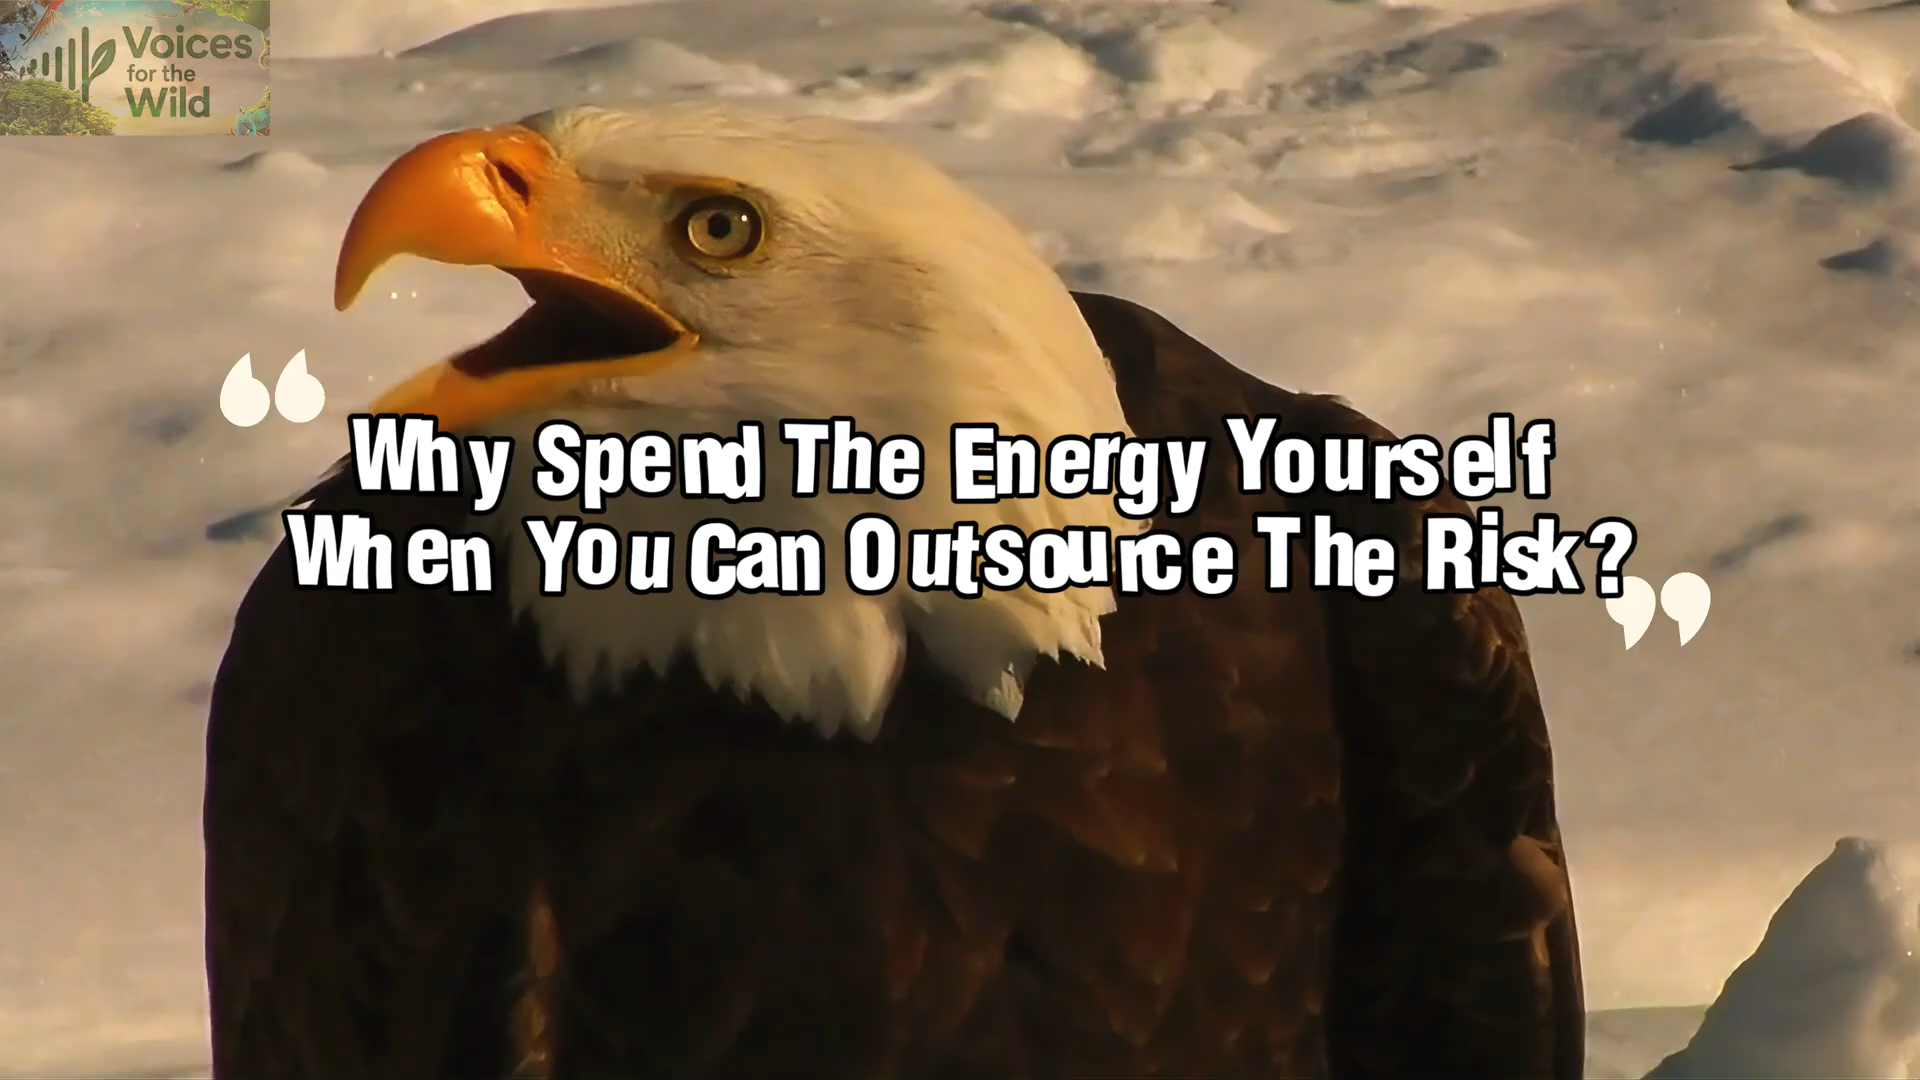 Voices
for the
Wild
“Why Spend The Energy Yourself
When You Can Outsource The Risk?”